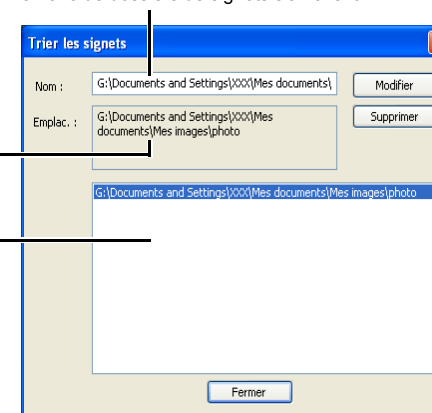 Trier les signets
Nom :
G:\Documents and Settings\XXX\Mes documents\
Modifier
Emplac. :
G:\Documents and Settings\XXX\Mes
documents\Mes images\photo
Supprimer
G:\Documents and Settings\XXX\Mes documents\Mes images\photo
Fermer